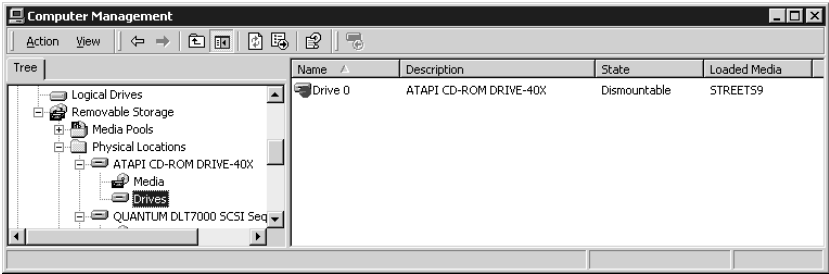 Computer Management
Action View
Tree
Name Description State Loaded Media
Logical Drives
Removable Storage
Media Pools
Physical Locations
ATAPI CD-ROM DRIVE-40X
Media
Drives
QUANTUM DLT7000 SCSI Seq
Drive 0 ATAPI CD-ROM DRIVE-40X Dismountable STREETS9